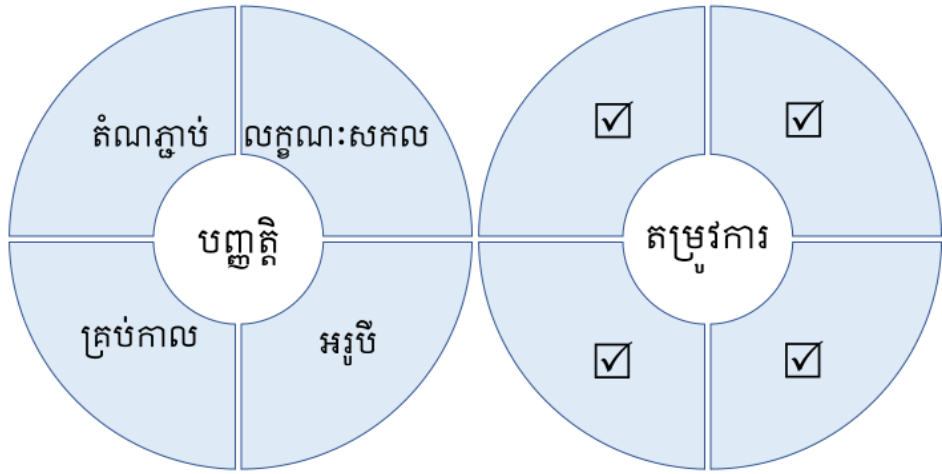 តំណភ្ជាប់
លក្ខណៈសកល
បញ្ញត្តិ
គ្រប់កាល
អរូបី
☑
☑
តម្រូវការ
☑
☑